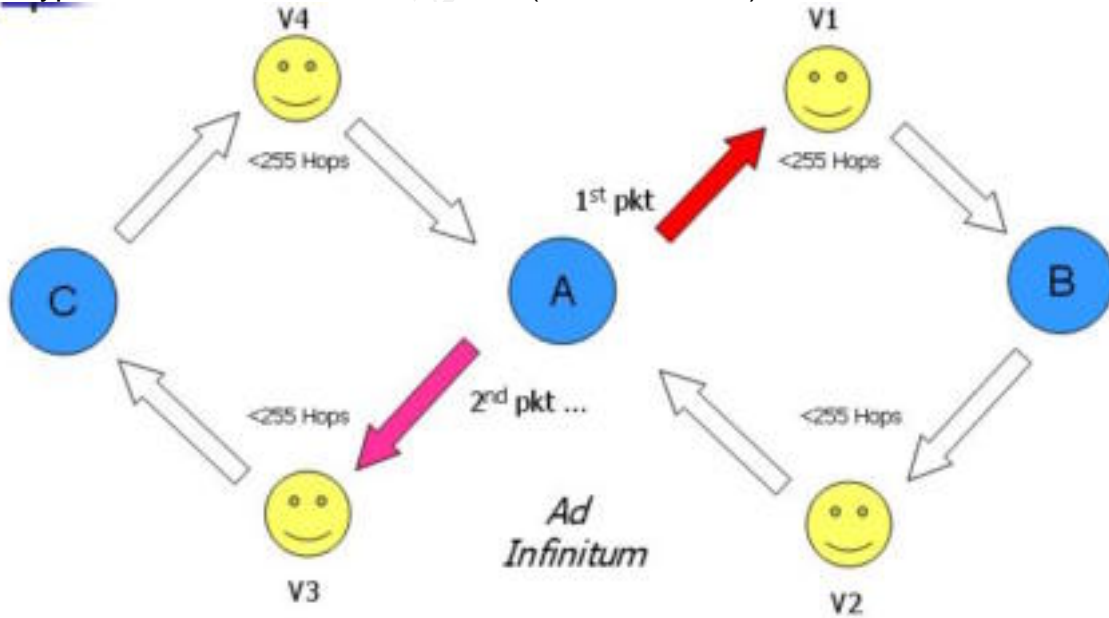 V4
V1
<255 Hops
<255 Hops
1st pkt
C
A
B
2nd pkt ...
<255 Hops
<255 Hops
Ad
Infinitum
V3
V2